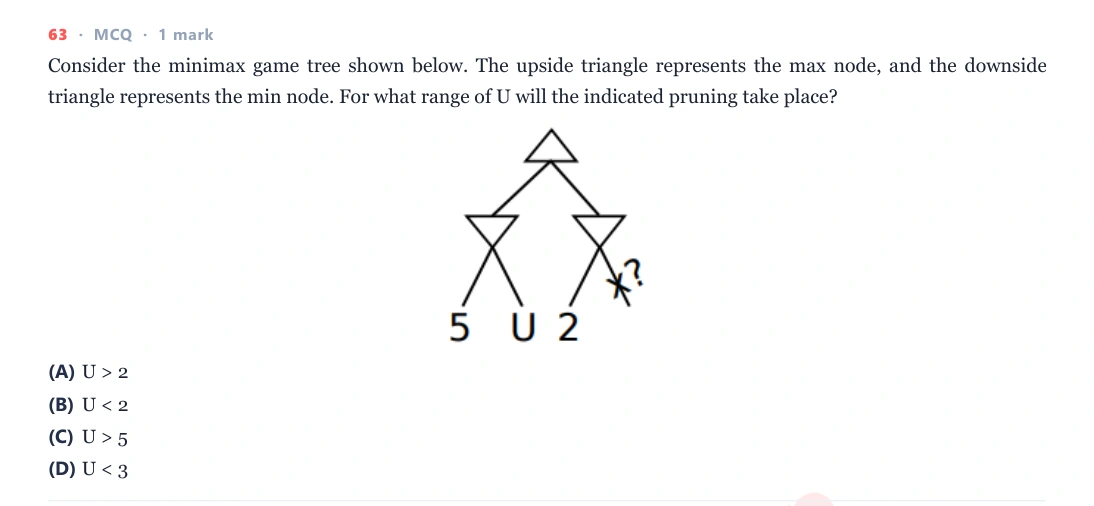 63 · MCQ · 1 mark
Consider the minimax game tree shown below. The upside triangle represents the max node, and the downside
triangle represents the min node. For what range of U will the indicated pruning take place?
?
5 U 2
(A) U > 2
(B) U < 2
(C) U > 5
(D) U < 3